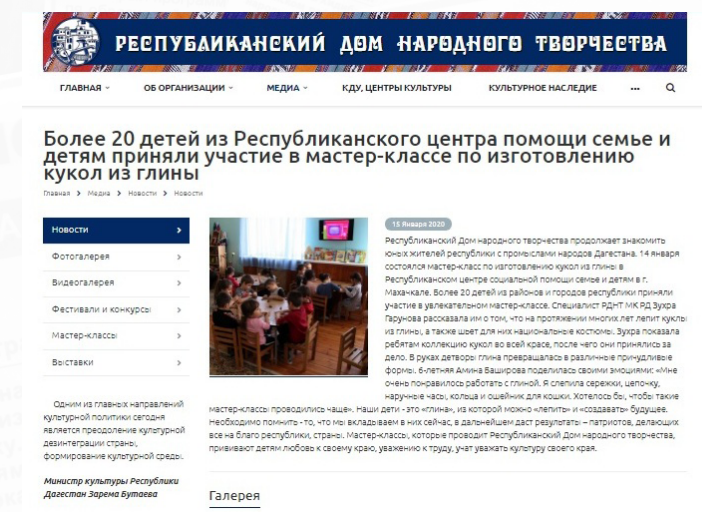 РЕСПУБЛИКАНСКИЙ ДОМ НАРОДНОГО ТВОРЧЕСТВА
ГЛАВНАЯ ОБ ОРГАНИЗАЦИИ МЕДИА КДУ, ЦЕНТРЫ КУЛЬТУРЫ КУЛЬТУРНОЕ НАСЛЕДИЕ ...
Более 20 детей из Республиканского центра помощи семье и
детям приняли участие в мастер-классе по изготовлению
кукол из глины
Главная > Медиа > Новости > Новости
Новости >
Фотогалерея >
Видеогалерея >
Фестивали и конкурсы >
Мастер-классы >
Выставки >
Одним из главных направлений
культурной политики сегодня
является преодоление культурной
дезинтеграции страны,
формирование культурной среды.
Министр культуры Республики
Дагестан Зарема Бутаева
15 Января 2020
Республиканский Дом народного творчества продолжает знакомить
юных жителей республики с промыслами народов Дагестана. 14 января
состоялся мастер-класс по изготовлению кукол из глины в
Республиканском центре социальной помощи семье и детям в г.
Махачкале. Более 20 детей из районов и городов республики приняли
участие в увлекательном мастер-классе. Специалист РДНТ МК РД Зухра
Гарунова рассказала им о том, что на протяжении многих лет лепит куклы
из глины, а также шьет для них национальные костюмы. Зухра показала
ребятам коллекцию кукол во всей красе, после чего они принялись за
дело. В руках детворы глина превращалась в различные причудливые
формы. 6-летняя Амина Баширова поделилась своими эмоциями: «Мне
очень понравилось работать с глиной. Я слепила сережки, цепочку,
наручные часы, кольца и ошейник для кошки. Хотелось бы, чтобы такие
мастер-классы проводились чаще». Наши дети - это «глина», из которой можно «лепить» и «создавать» будущее.
Необходимо помнить - то, что мы вкладываем в них сейчас, в дальнейшем даст результаты – патриотов, делающих
все на благо республики, страны. Мастер-классы, которые проводит Республиканский Дом народного творчества,
прививают детям любовь к своему краю, уважению к труду, учат уважать культуру своего края.
Галерея